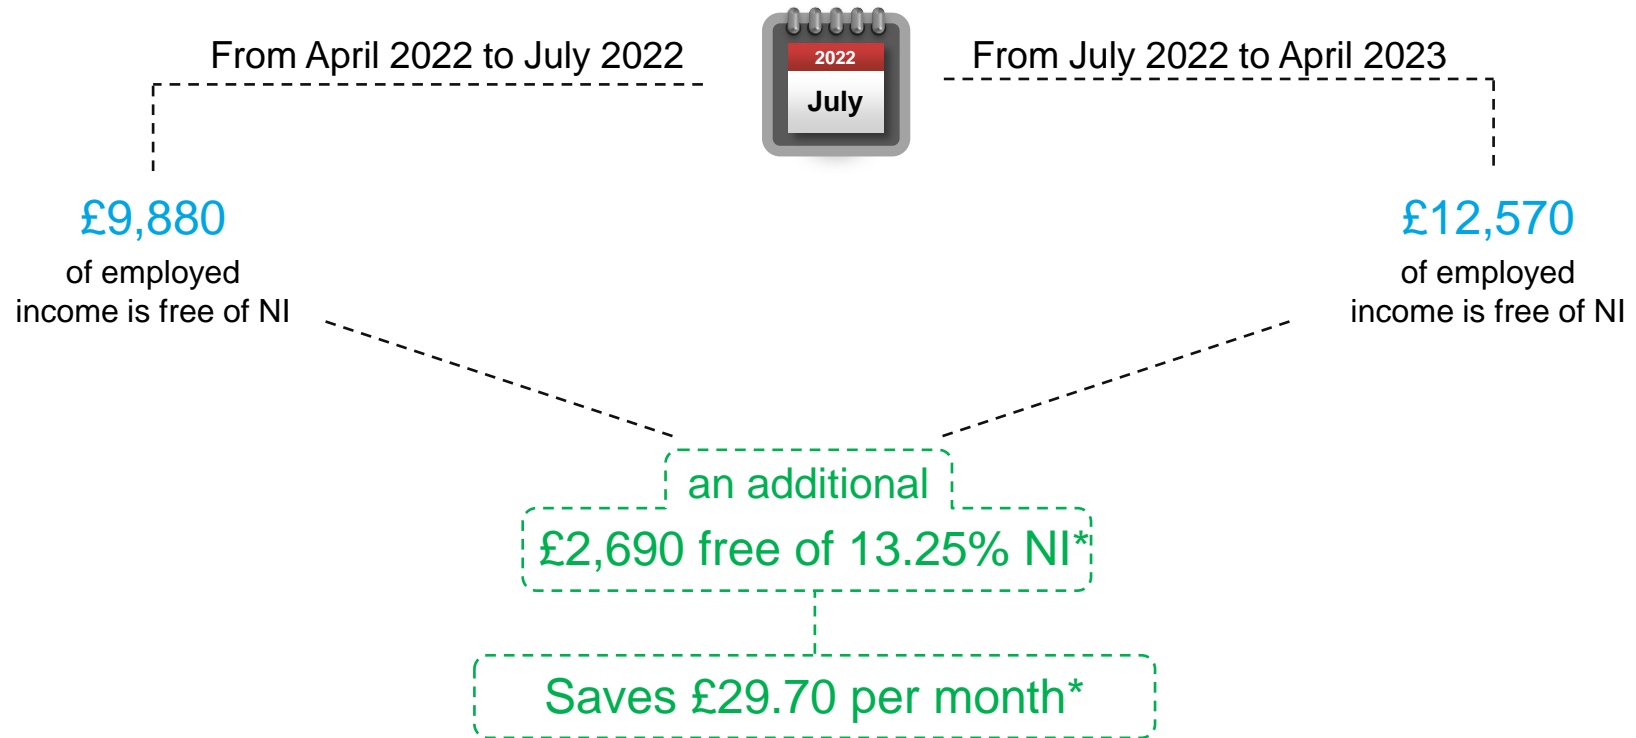 From April 2022 to July 2022
2022
July
From July 2022 to April 2023
£9,880
of employed
income is free of NI
£12,570
of employed
income is free of NI
an additional
£2,690 free of 13.25% NI*
Saves £29.70 per month*